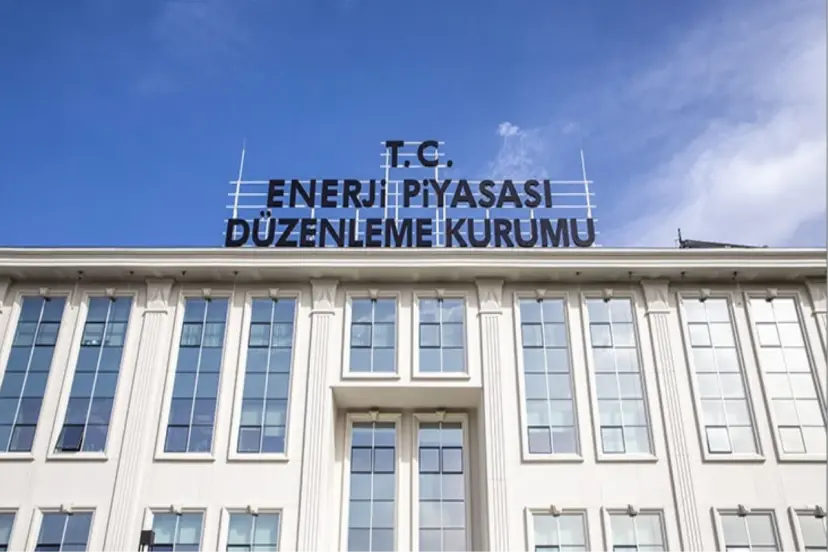 T.C.
ENERJİ PİYASASI
DÜZENLEME KURUMU